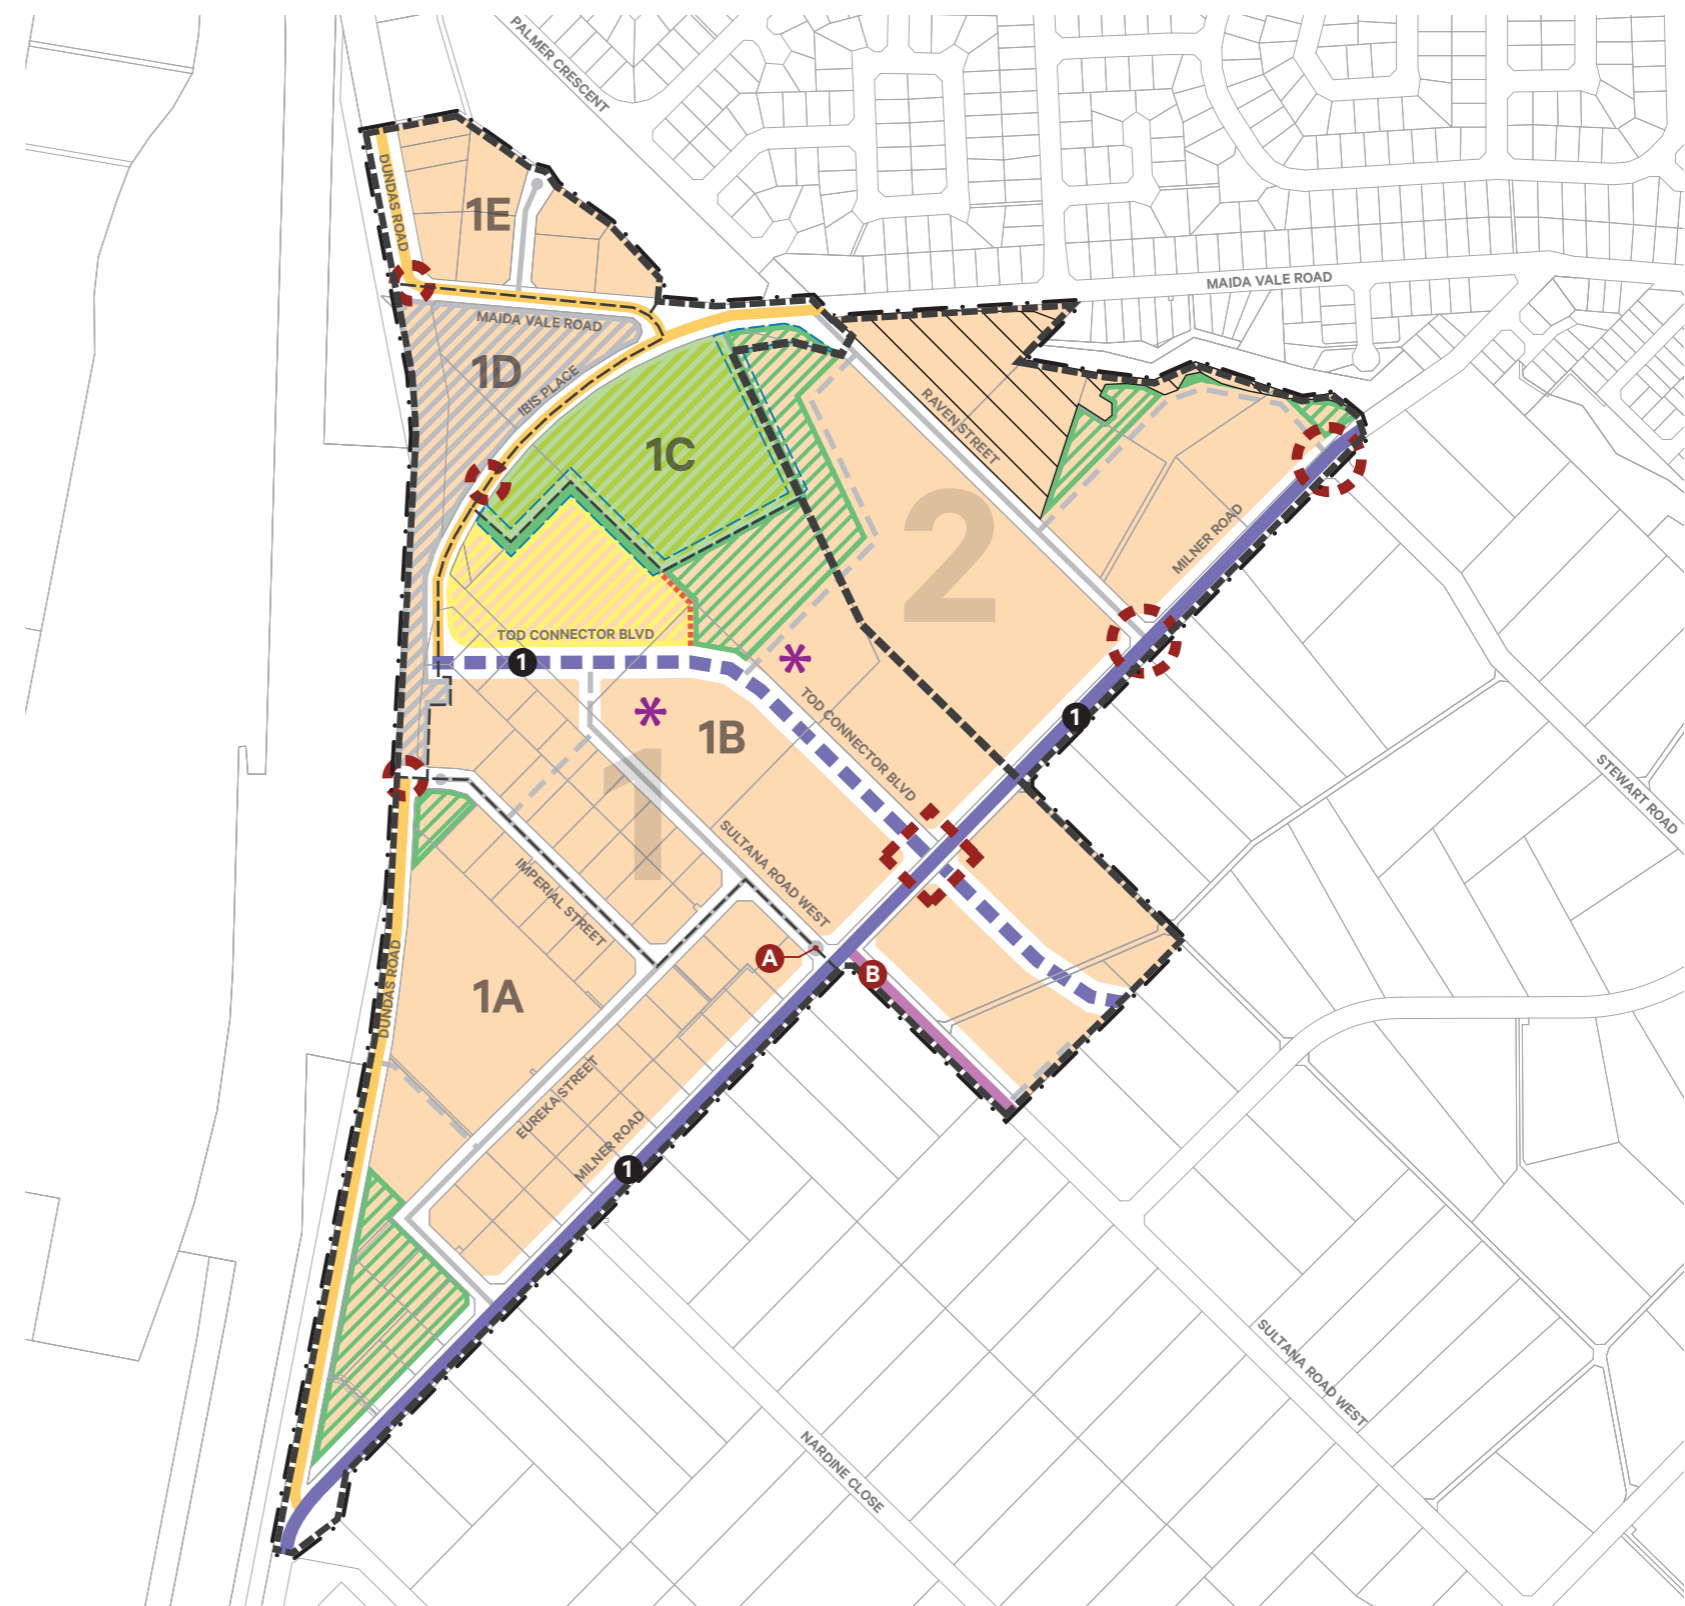 PALMER CRESCENT
DUNDAS ROAD
1E
MAIDA VALE ROAD
MAIDA VALE ROAD
1D
IBIS PLACE
RAVEN STREET
1C
2
MILNER ROAD
TOD CONNECTOR BLVD
1
*
*
1B
TOD CONNECTOR BLVD
1
STEWART ROAD
1
SULTANA ROAD WEST
IMPERIAL STREET
A
B
DUNDAS ROAD
1A
EUREKA STREET
MILNER ROAD
1
SULTANA ROAD WEST
NARDINE CLOSE